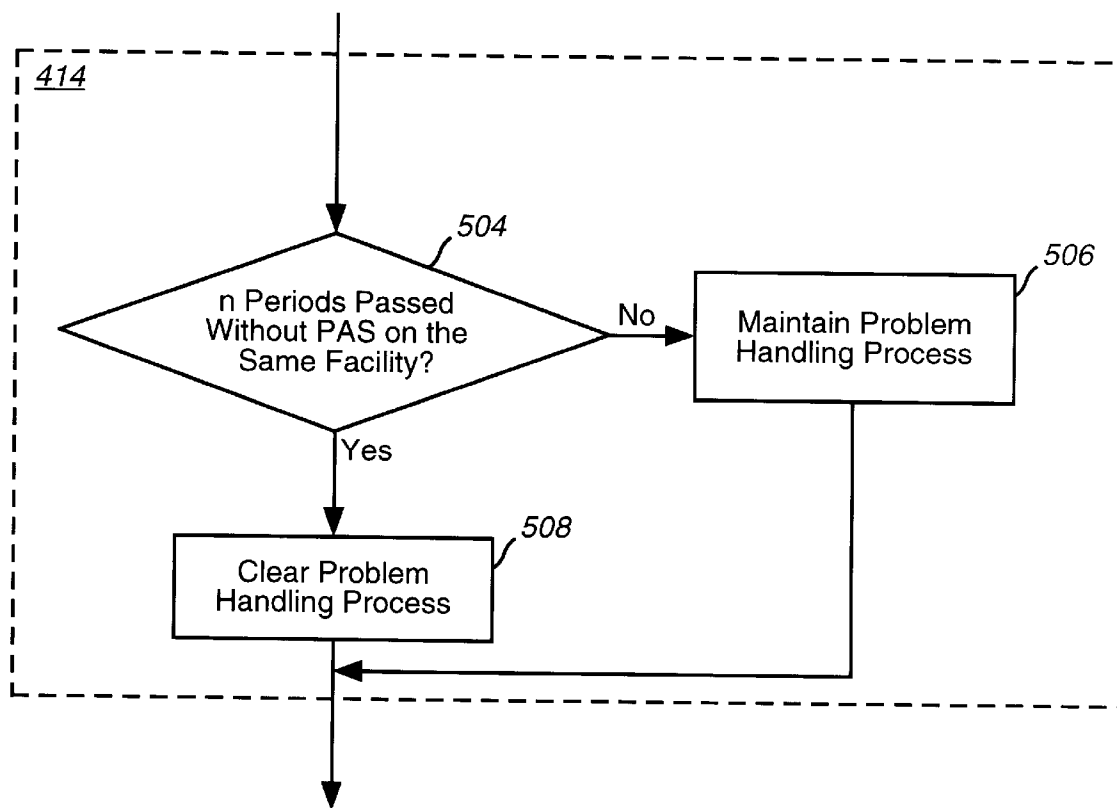 414
504
n Periods Passed
Without PAS on the
Same Facility?
No
506
Maintain Problem
Handling Process
Yes
508
Clear Problem
Handling Process